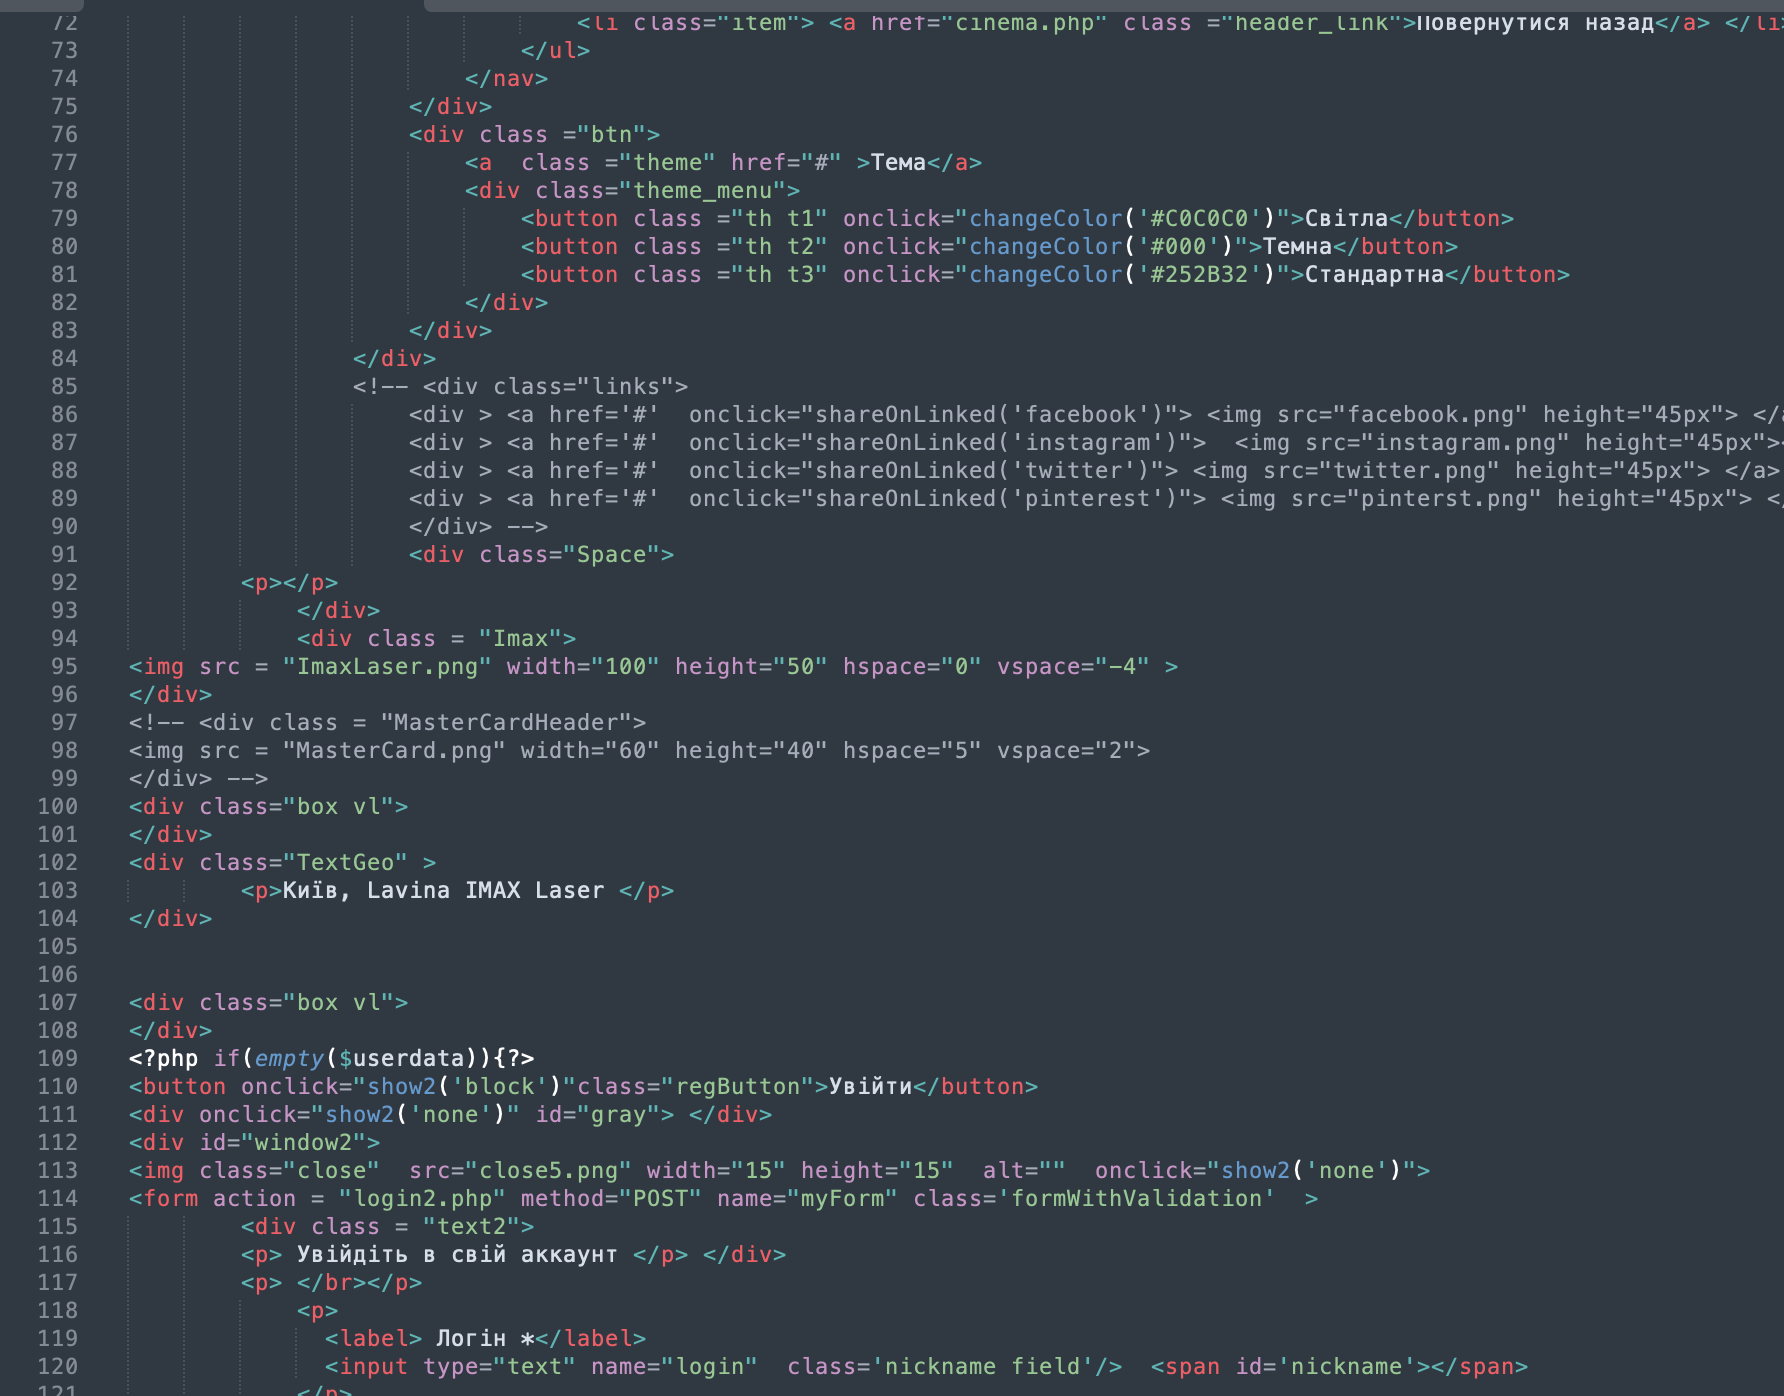 72 <li class="item"> <a href="cinema.php" class ="header_link">Повернутися назад</a> </li>
73 </ul>
74 </nav>
75 </div>
76 <div class ="btn">
77 <a  class ="theme" href="#" >Тема</a>
78 <div class="theme_menu">
79 <button class ="th t1" onclick="changeColor('#C0C0C0')">Світла</button>
80 <button class ="th t2" onclick="changeColor('#000')">Темна</button>
81 <button class ="th t3" onclick="changeColor('#252B32')">Стандартна</button>
82 </div>
83 </div>
84 </div>
85 <!-- <div class="links">
86 <div > <a href='#'  onclick="shareOnLinked('facebook')"> <img src="facebook.png" height="45px"> </a
87 <div > <a href='#'  onclick="shareOnLinked('instagram')">  <img src="instagram.png" height="45px"><
88 <div > <a href='#'  onclick="shareOnLinked('twitter')"> <img src="twitter.png" height="45px"> </a>
89 <div > <a href='#'  onclick="shareOnLinked('pinterest')"> <img src="pinterst.png" height="45px"> </
90 </div> -->
91 <div class="Space">
92 <p></p>
93 </div>
94 <div class = "Imax">
95 <img src = "ImaxLaser.png" width="100" height="50" hspace="0" vspace="-4" >
96 </div>
97 <!-- <div class = "MasterCardHeader">
98 <img src = "MasterCard.png" width="60" height="40" hspace="5" vspace="2">
99 </div> -->
100 <div class="box vl">
101 </div>
102 <div class="TextGeo" >
103 <p>Київ, Lavina IMAX Laser </p>
104 </div>
105
106
107 <div class="box vl">
108 </div>
109 <?php if(empty($userdata)){?>
110 <button onclick="show2('block')"class="regButton">Увійти</button>
111 <div onclick="show2('none')" id="gray"> </div>
112 <div id="window2">
113 <img class="close"  src="close5.png" width="15" height="15"  alt=""  onclick="show2('none')">
114 <form action = "login2.php" method="POST" name="myForm" class='formWithValidation'  >
115 <div class = "text2">
116 <p> Увійдіть в свій аккаунт </p> </div>
117 <p> </br></p>
118 <p>
119 <label> Логін *</label>
120 <input type="text" name="login"  class='nickname field'/>  <span id='nickname'></span>
121 </p>